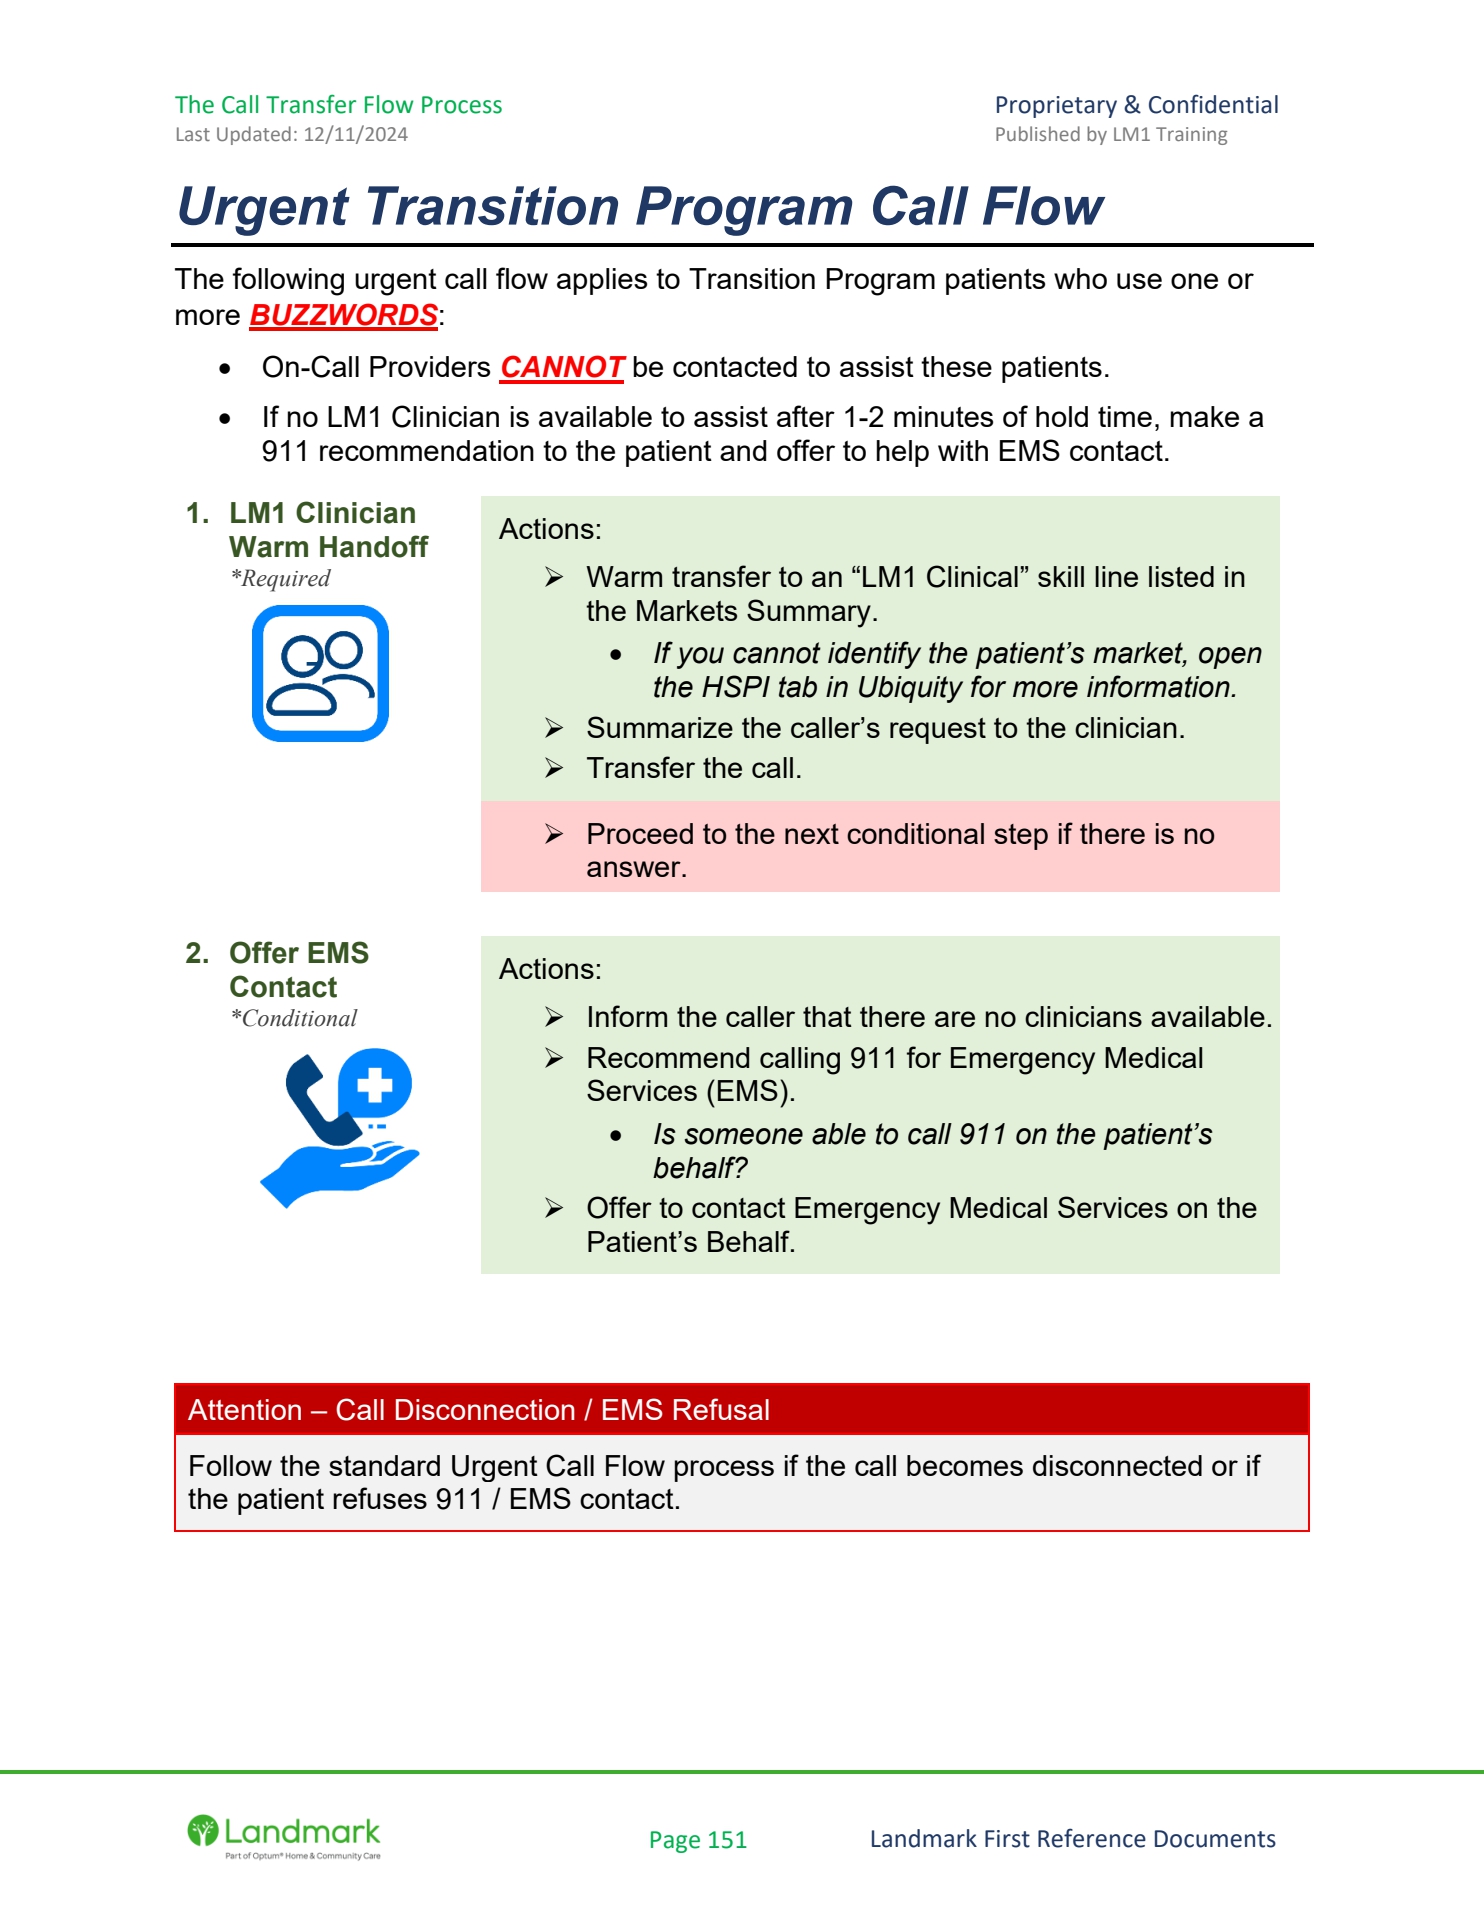 The Call Transfer Flow Process
Proprietary & Confidential
Last Updated: 12/11/2024
Published by LM1 Training
Urgent Transition Program Call Flow
The following urgent call flow applies to Transition Program patients who use one or
more BUZZWORDS:
• On-Call Providers CANNOT be contacted to assist these patients.
• If no LM1 Clinician is available to assist after 1-2 minutes of hold time, make a
911 recommendation to the patient and offer to help with EMS contact.
1. LM1 Clinician
Warm Handoff
*Required
Actions:
➢ Warm transfer to an “LM1 Clinical” skill line listed in
the Markets Summary.
• If you cannot identify the patient’s market, open
the HSPI tab in Ubiquity for more information.
➢ Summarize the caller’s request to the clinician.
➢ Transfer the call.
➢ Proceed to the next conditional step if there is no
answer.
2. Offer EMS
Contact
*Conditional
Actions:
➢ Inform the caller that there are no clinicians available.
➢ Recommend calling 911 for Emergency Medical
Services (EMS).
• Is someone able to call 911 on the patient’s
behalf?
➢ Offer to contact Emergency Medical Services on the
Patient’s Behalf.
Attention – Call Disconnection / EMS Refusal
Follow the standard Urgent Call Flow process if the call becomes disconnected or if
the patient refuses 911 / EMS contact.
Landmark
Part of Optum® Home & Community Care
Page 151
Landmark First Reference Documents